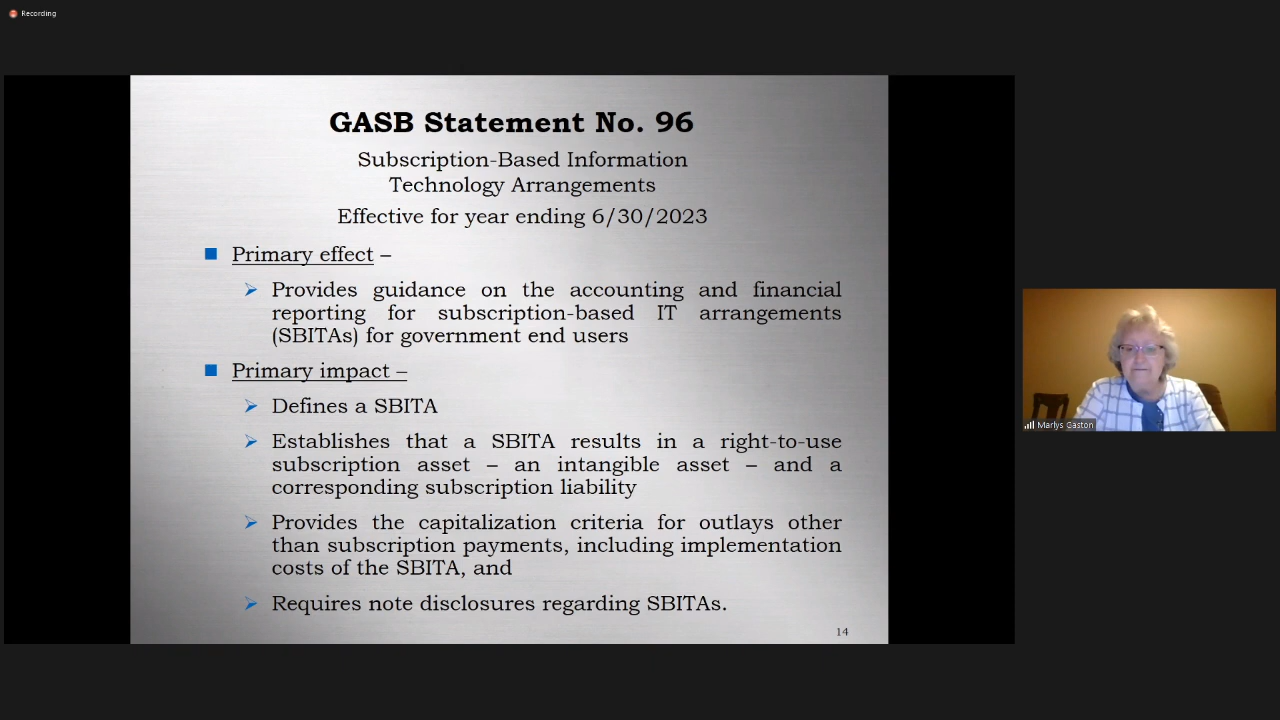 Recording
GASB Statement No. 96
Subscription-Based Information
Technology Arrangements
Effective for year ending 6/30/2023
Primary effect –
Provides guidance on the accounting and financial
reporting for subscription-based IT arrangements
(SBITAs) for government end users
Primary impact –
Defines a SBITA
Establishes that a SBITA results in a right-to-use
subscription asset – an intangible asset – and a
corresponding subscription liability
Provides the capitalization criteria for outlays other
than subscription payments, including implementation
costs of the SBITA, and
Requires note disclosures regarding SBITAs.
14
Marlys Gaston